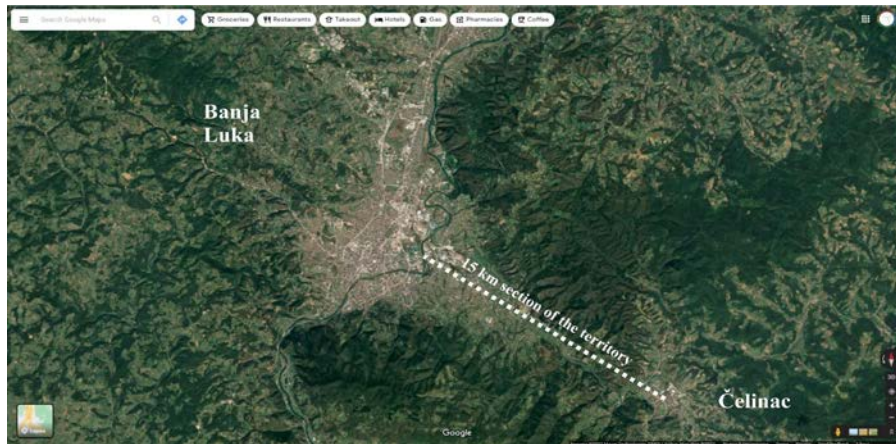 Search Google Maps
Groceries
Restaurants
Takeout
Hotels
Gas
Pharmacies
Coffee
Banja
Luka
15 km section of the territory
Čelinac
Google